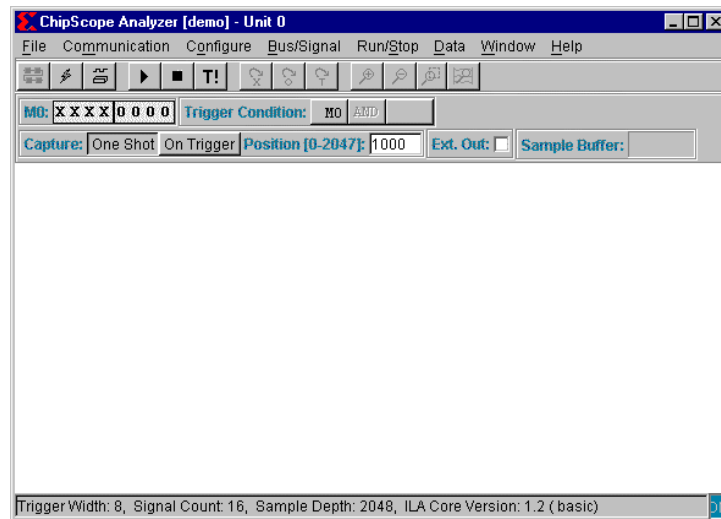 ChipScope Analyzer [demo] - Unit 0
File Communication Configure Bus/Signal Run/Stop Data Window Help
T!
M0: X X X X 0 0 0 0 Trigger Condition: M0 AND
Capture: One Shot On Trigger Position [0-2047]: 1000 Ext. Out: Sample Buffer:
Trigger Width: 8, Signal Count: 16, Sample Depth: 2048, ILA Core Version: 1.2 ( basic)